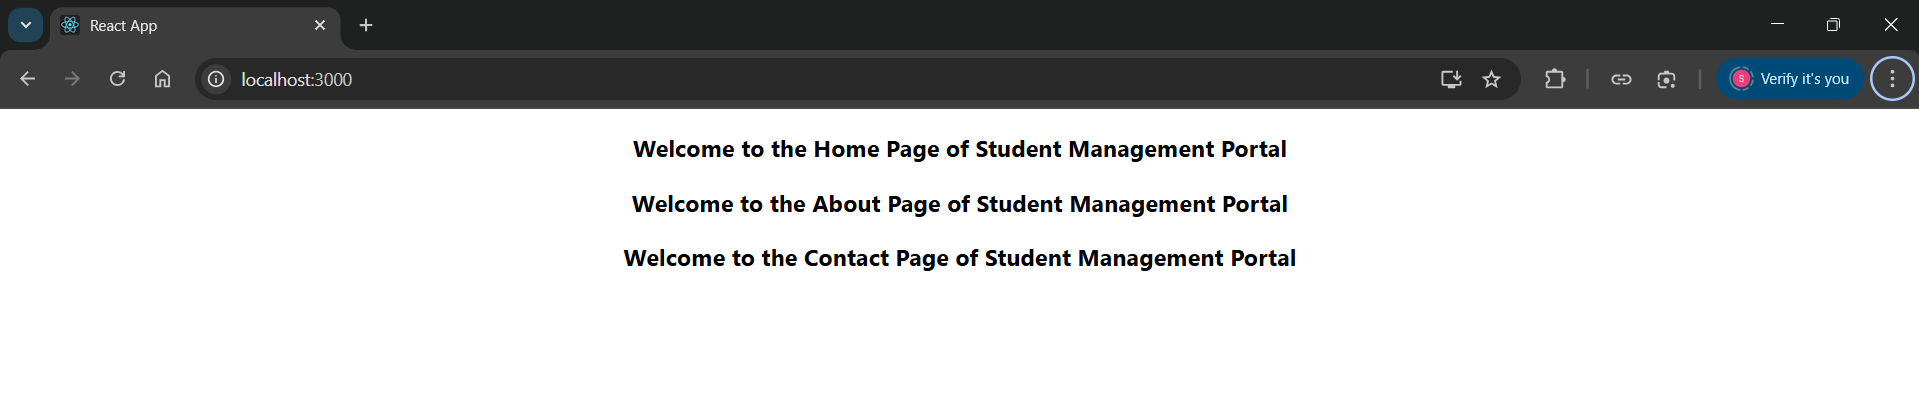 React App
localhost:3000
S Verify it's you
Welcome to the Home Page of Student Management Portal
Welcome to the About Page of Student Management Portal
Welcome to the Contact Page of Student Management Portal